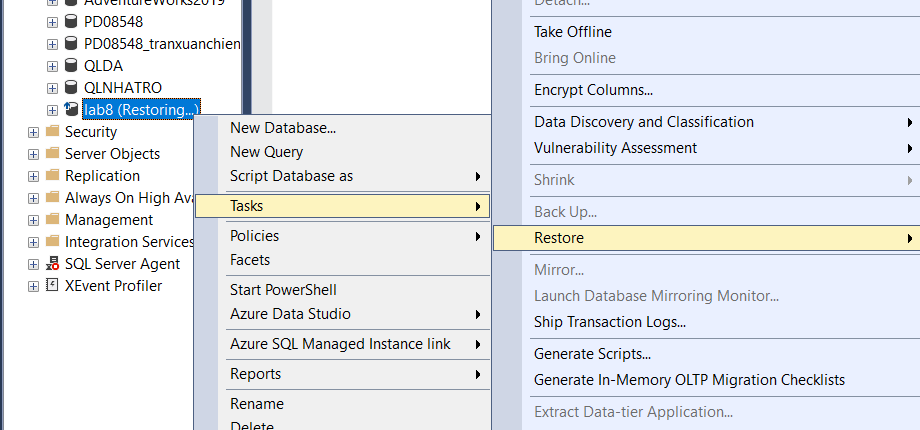 AdventureWorks2019
PD08548
PD08548_tranxuanchien
QLDA
QLNHATRO
lab8 (Restoring...)
Security
Server Objects
Replication
Always On High Ava
Management
Integration Services
SQL Server Agent
XEvent Profiler
New Database...
New Query
Script Database as
Tasks
Policies
Facets
Start PowerShell
Azure Data Studio
Azure SQL Managed Instance link
Reports
Rename
Delete
Detach...
Take Offline
Bring Online
Encrypt Columns...
Data Discovery and Classification
Vulnerability Assessment
Shrink
Back Up...
Restore
Mirror...
Launch Database Mirroring Monitor...
Ship Transaction Logs...
Generate Scripts...
Generate In-Memory OLTP Migration Checklists
Extract Data-tier Application...